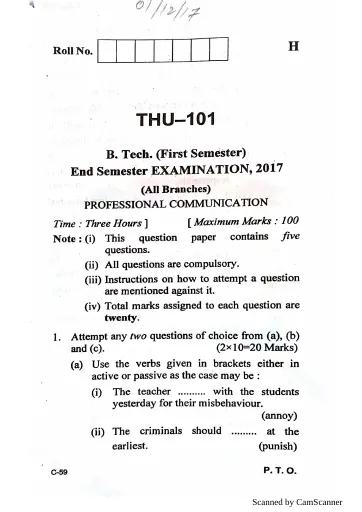 01/12/17
Roll No.
H
THU–101
B. Tech. (First Semester)
End Semester EXAMINATION, 2017
(All Branches)
PROFESSIONAL COMMUNICATION
Time : Three Hours ] [ Maximum Marks : 100
Note : (i) This question paper contains five
questions.
(ii) All questions are compulsory.
(iii) Instructions on how to attempt a question
are mentioned against it.
(iv) Total marks assigned to each question are
twenty.
1. Attempt any two questions of choice from (a), (b)
and (c). (2×10=20 Marks)
(a) Use the verbs given in brackets either in
active or passive as the case may be :
(i) The teacher .......... with the students
yesterday for their misbehaviour.
(annoy)
(ii) The criminals should ......... at the
earliest. (punish)
C-59 P. T. O.
Scanned by CamScanner